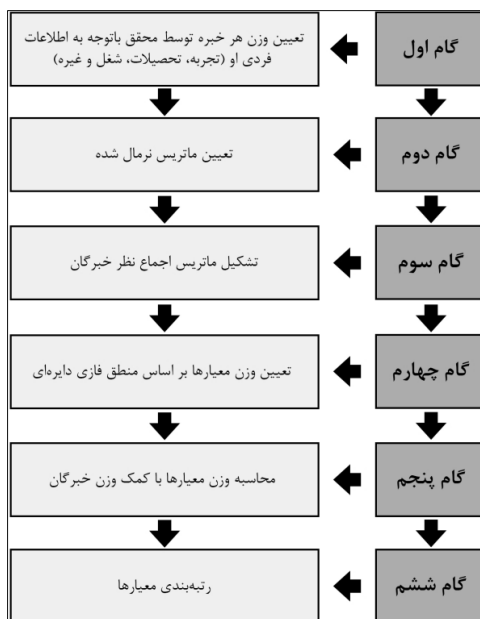 گام اول
تعیین وزن هر خبره توسط محقق باتوجه به اطلاعات
فردی او (تجربه، تحصیلات، شغل و غیره)
گام دوم
تعیین ماتریس نرمال شده
گام سوم
تشکیل ماتریس اجماع نظر خبرگان
گام چهارم
تعیین وزن معیارها بر اساس منطق فازی دایره‌ای
گام پنجم
محاسبه وزن معیارها با کمک وزن خبرگان
گام ششم
رتبه‌بندی معیارها